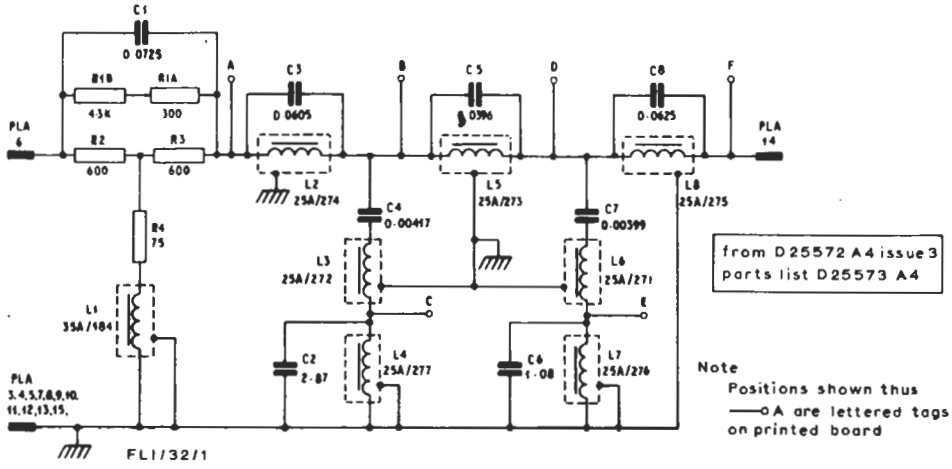 C1
0.0725
R1B
43K
R1A
300
PLA
6
R2
600
R3
600
A
C3
0.0605
L2
25A/274
B
C5
.0396
L5
25A/273
D
C8
0.0625
L8
25A/275
F
PLA
14
R4
75
L1
35A/184
C4
0.00417
L3
25A/272
C
C2
2.87
L4
25A/277
C7
0.00399
L6
25A/271
E
C6
1.08
L7
25A/276
from D25572 A4 issue 3
parts list D25573 A4
Note
Positions shown thus
A are lettered tags
on printed board
PLA
3,4,5,7,8,9,10,
11,12,13,15,
FL1/32/1